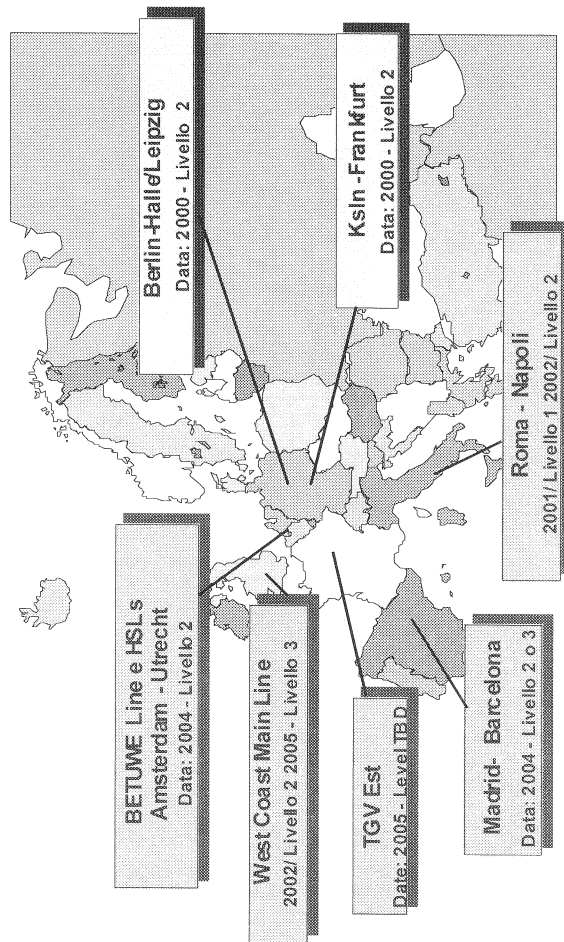 BETUWE Line e HSL s
Amsterdam - Utrecht
Data: 2004 - Livello 2
West Coast Main Line
2002/ Livello 2 2005 - Livello 3
TGV Est
Date: 2005 - Level TBD
Madrid- Barcelona
Data: 2004 - Livello 2 o 3
Berlin-Halle/Leipzig
Data: 2000 - Livello 2
Ksln -Frankfurt
Data: 2000 - Livello 2
Roma - Napoli
2001/ Livello 1 2002/ Livello 2